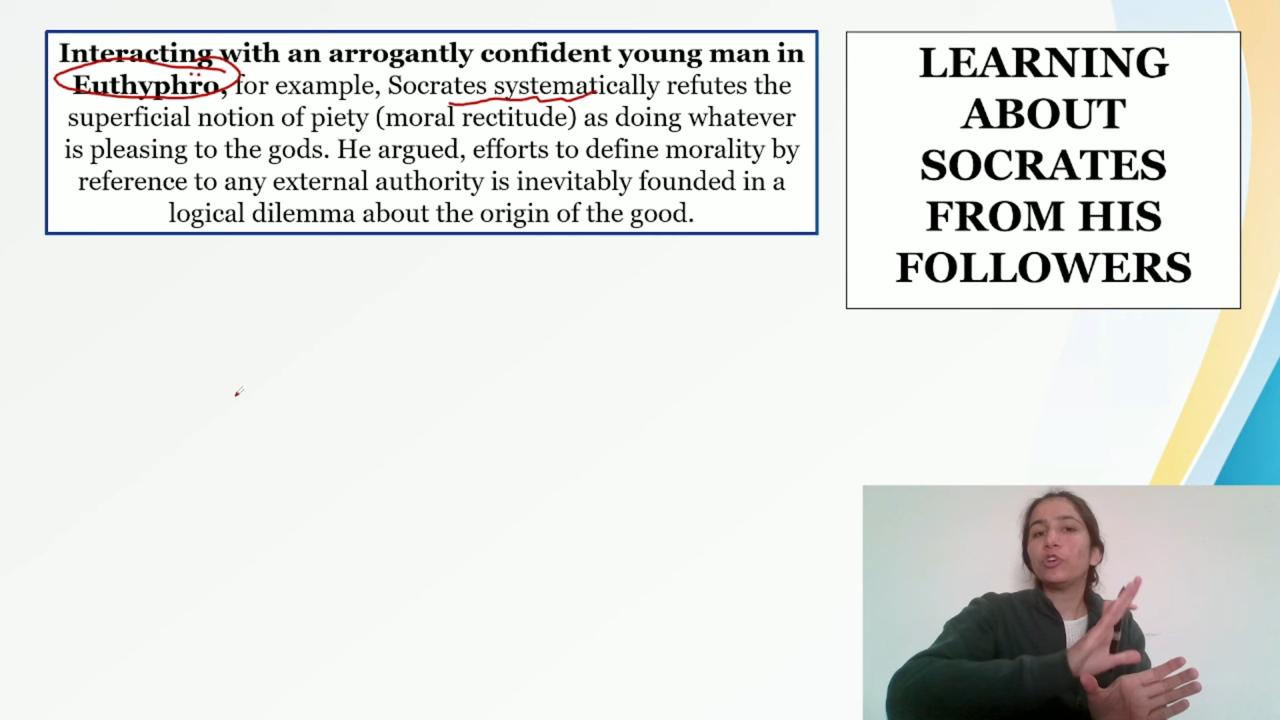 Interacting with an arrogantly confident young man in
Euthyphro, for example, Socrates systematically refutes the
superficial notion of piety (moral rectitude) as doing whatever
is pleasing to the gods. He argued, efforts to define morality by
reference to any external authority is inevitably founded in a
logical dilemma about the origin of the good.
LEARNING
ABOUT
SOCRATES
FROM HIS
FOLLOWERS